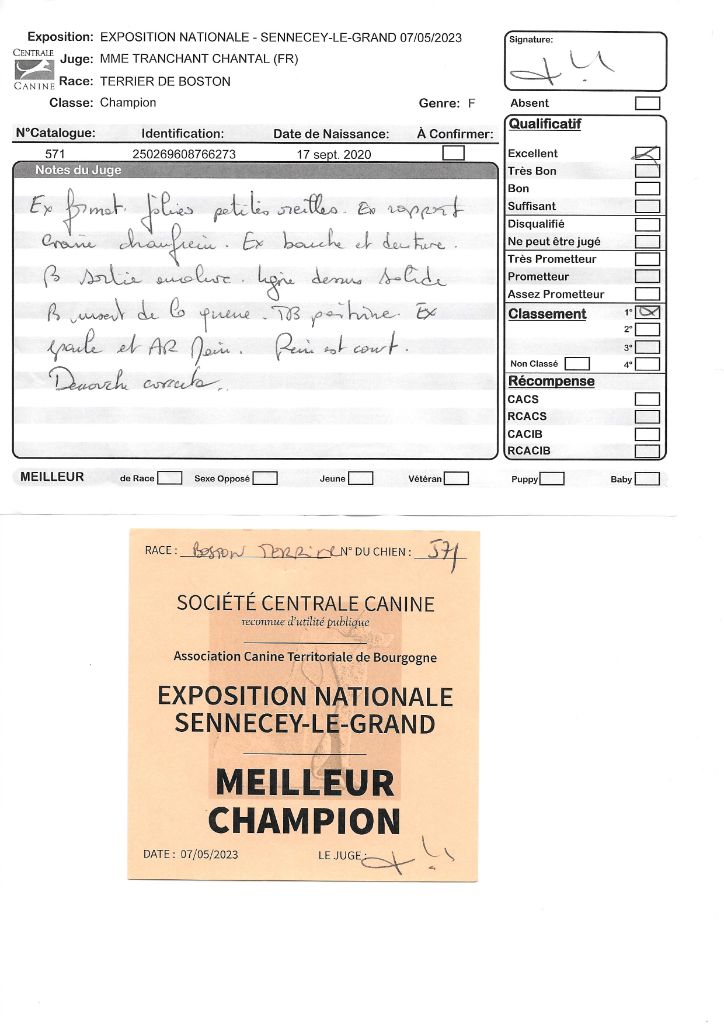 Exposition: EXPOSITION NATIONALE - SENNECEY-LE-GRAND 07/05/2023
CENTRALE
CANINE
Juge: MME TRANCHANT CHANTAL (FR)
Race: TERRIER DE BOSTON
Classe: Champion
Genre: F
N°Catalogue: Identification: Date de Naissance: À Confirmer:
571 250269608766273 17 sept. 2020
Notes du Juge
Ex format. jolies petites oreilles. Ex rapport
crane chanfrein. Ex bouche et denture.
B sortie encolure. ligne dessus solide
B, insert de la queue. TB poitrine. Ex
epaule et AR . est court.
Demarche correcte.
Signature:
Absent
Qualificatif
Excellent
Très Bon
Bon
Suffisant
Disqualifié
Ne peut être jugé
Très Prometteur
Prometteur
Assez Prometteur
Classement 1°
2°
3°
Non Classé 4°
Récompense
CACS
RCACS
CACIB
RCACIB
MEILLEUR de Race Sexe Opposé Jeune Vétéran Puppy Baby
RACE : BOSTON TERRIER N° DU CHIEN : 571
SOCIÉTÉ CENTRALE CANINE
reconnue d'utilité publique
Association Canine Territoriale de Bourgogne
EXPOSITION NATIONALE
SENNECEY-LE-GRAND
MEILLEUR
CHAMPION
DATE : 07/05/2023 LE JUGE :